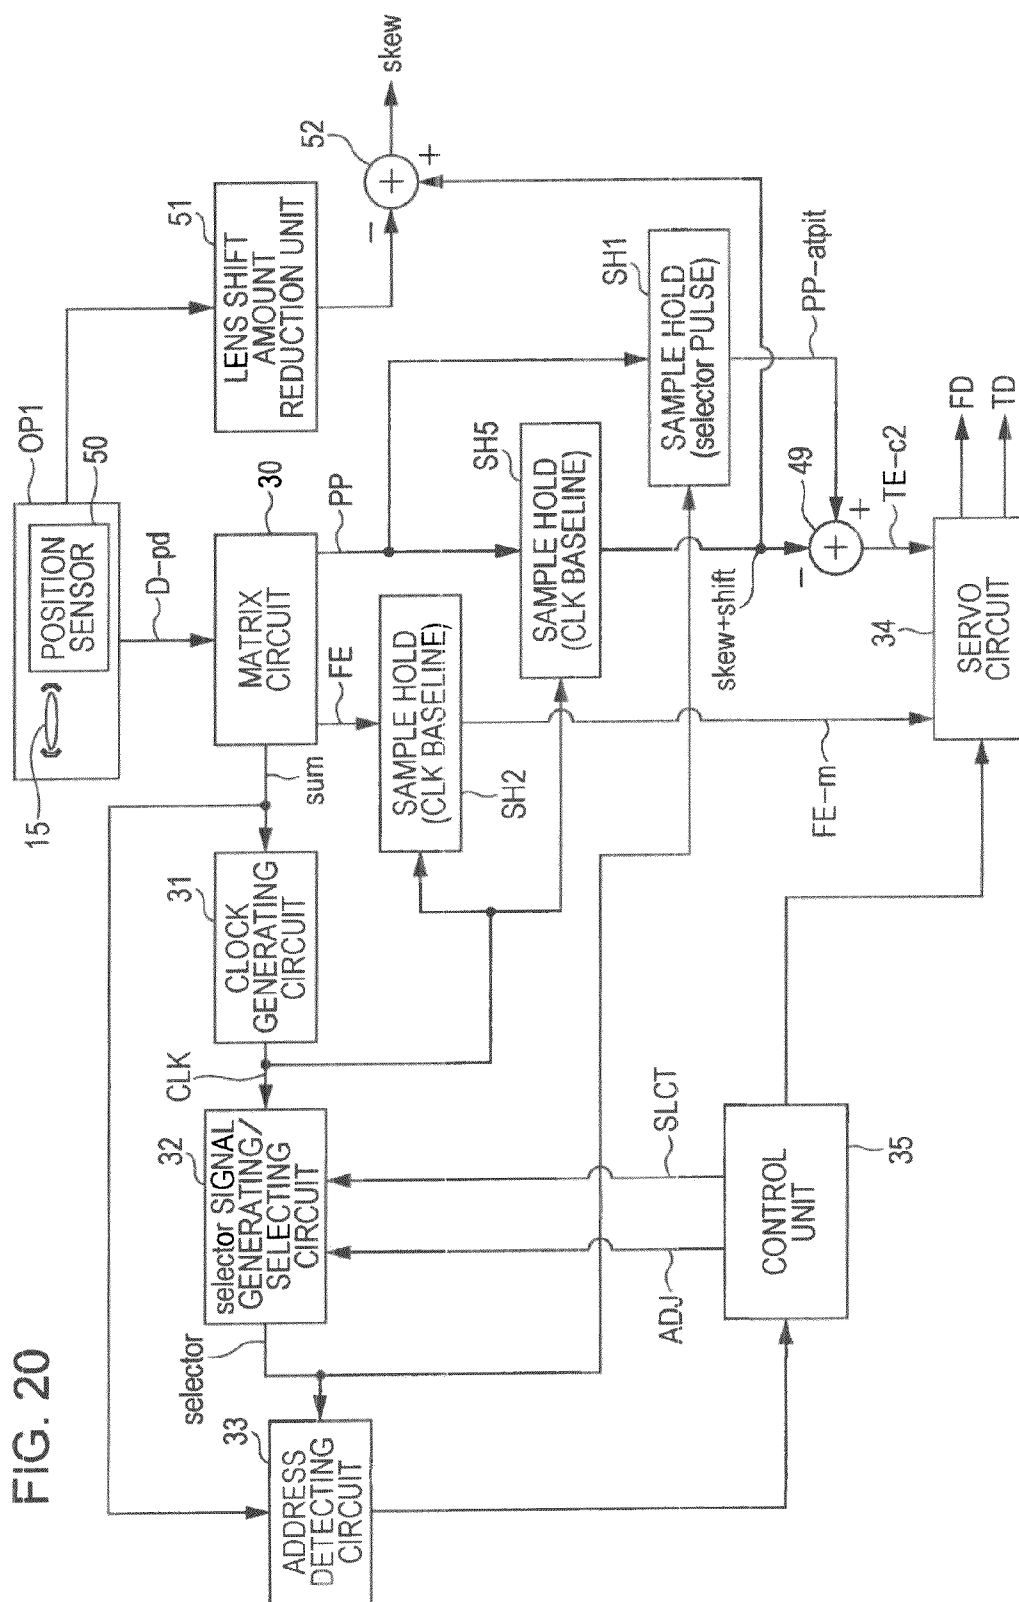 FIG. 20
15
OP1
POSITION
SENSOR
50
D-pd
51
LENS SHIFT
AMOUNT
REDUCTION UNIT
52
skew
−
+
+
30
MATRIX
CIRCUIT
sum
FE
PP
31
CLOCK
GENERATING
CIRCUIT
CLK
32
selector SIGNAL
GENERATING/
SELECTING
CIRCUIT
selector
33
ADDRESS
DETECTING
CIRCUIT
SAMPLE HOLD
(CLK BASELINE)
SH2
SH5
SAMPLE HOLD
(CLK BASELINE)
SH1
SAMPLE HOLD
(selector PULSE)
PP-atpit
skew+shift
49
−
+
+
TE-c2
FE-m
34
SERVO
CIRCUIT
FD
TD
SLCT
ADJ
35
CONTROL
UNIT